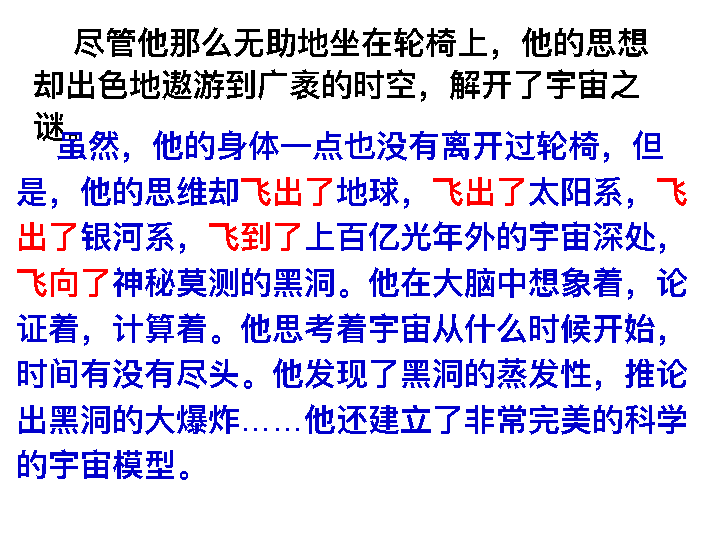 尽管他那么无助地坐在轮椅上，他的思想
却出色地遨游到广袤的时空，解开了宇宙之
谜。
虽然，他的身体一点也没有离开过轮椅，但
是，他的思维却飞出了地球，飞出了太阳系，飞
出了银河系，飞到了上百亿光年外的宇宙深处，
飞向了神秘莫测的黑洞。他在大脑中想象着，论
证着，计算着。他思考着宇宙从什么时候开始，
时间有没有尽头。他发现了黑洞的蒸发性，推论
出黑洞的大爆炸……他还建立了非常完美的科学
的宇宙模型。